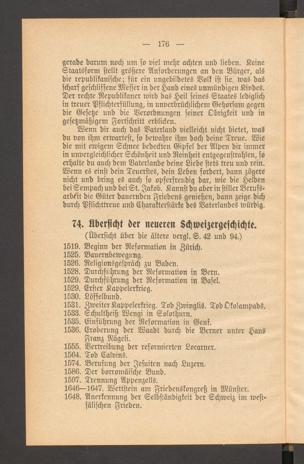 — 176 —
gerade darum noch um so viel mehr achten und lieben. Keine
Staatsform stellt größere Anforderungen an den Bürger, als
die republikanische; für ein ungebildetes Volk ist sie, was das
scharf geschliffene Messer in der Hand eines unmündigen Kindes.
Der rechte Republikaner wird das Heil seines Staates lediglich
in treuer Pflichterfüllung, in unverbrüchlichem Gehorsam gegen
die Gesetze und die Verordnungen seiner Obrigkeit und in
gesetzmäßigem Fortschritt erblicken.
Wenn dir auch das Vaterland vielleicht nicht bietet, was
du von ihm erwartest, so bewahre ihm doch deine Treue. Wie
die mit ewigem Schnee bedeckten Gipfel der Alpen dir immer
in unvergleichlicher Schönheit und Reinheit entgegenstrahlen, so
erhalte du auch dem Vaterlande deine Liebe stets treu und rein.
Wenn es einst dein Teuerstes, dein Leben fordert, dann zögere
nicht und bring es auch so opferfreudig dar, wie die Helden
bei Sempach und bei St. Jakob. Kannst du aber in stiller Berufs-
arbeit die Güter dauernden Friedens genießen, dann zeige dich
durch Pflichttreue und Charakterstärke des Vaterlandes würdig.
74. Übersicht der neueren Schweizergeschichte.
(Übersicht über die ältere vergl. S. 42 und 94.)
1519. Beginn der Reformation in Zürich.
1525. Bauernbewegung.
1526. Religionsgespräch zu Baden.
1528. Durchführung der Reformation in Bern.
1529. Durchführung der Reformation in Basel.
1529. Erster Kappelerkrieg.
1530. Löffelbund.
1531. Zweiter Kappelerkrieg. Tod Zwinglis. Tod Ökolampads.
1533. Schultheiß Wengi in Solothurn.
1535. Einführung der Reformation in Genf.
1536. Eroberung der Waadt durch die Berner unter Hans
Franz Nägeli.
1555. Vertreibung der reformierten Locarner.
1564. Tod Calvins.
1574. Berufung der Jesuiten nach Luzern.
1586. Der borromäische Bund.
1597. Trennung Appenzells.
1646—1647. Wettstein am Friedenskongreß in Münster.
1648. Anerkennung der Selbständigkeit der Schweiz im west-
fälischen Frieden.